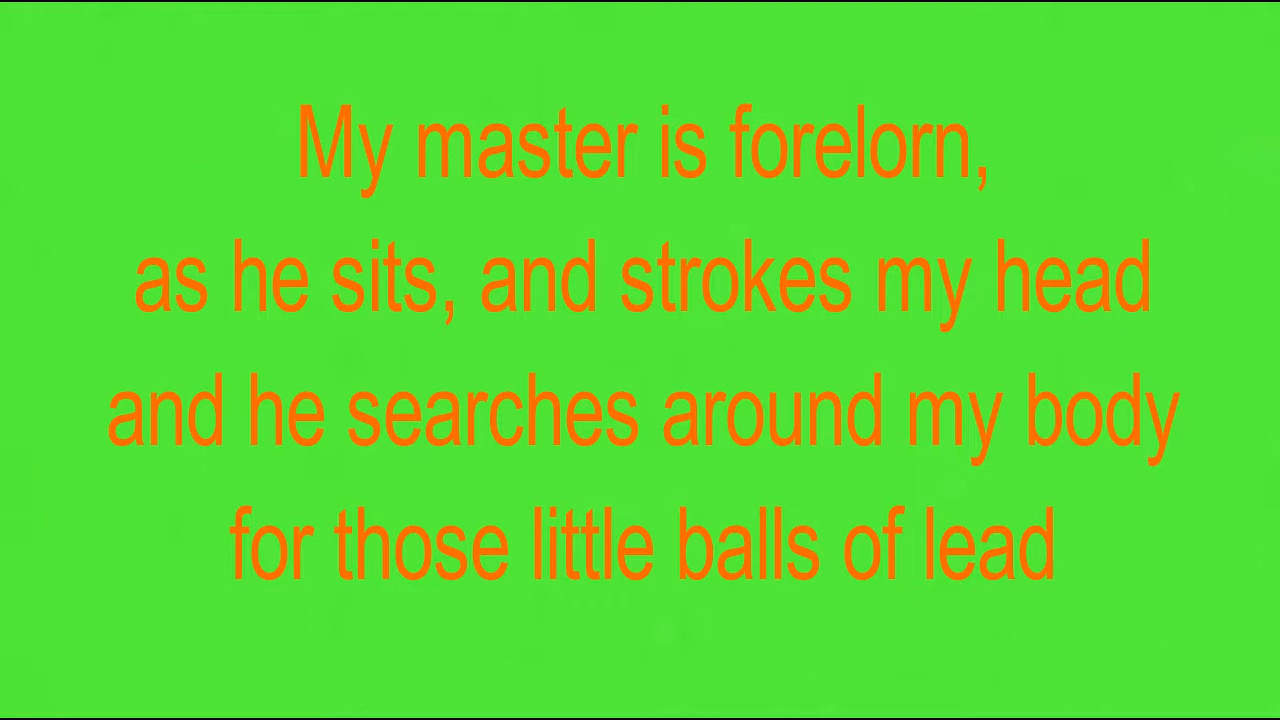 My master is forelorn,
as he sits, and strokes my head
and he searches around my body
for those little balls of lead